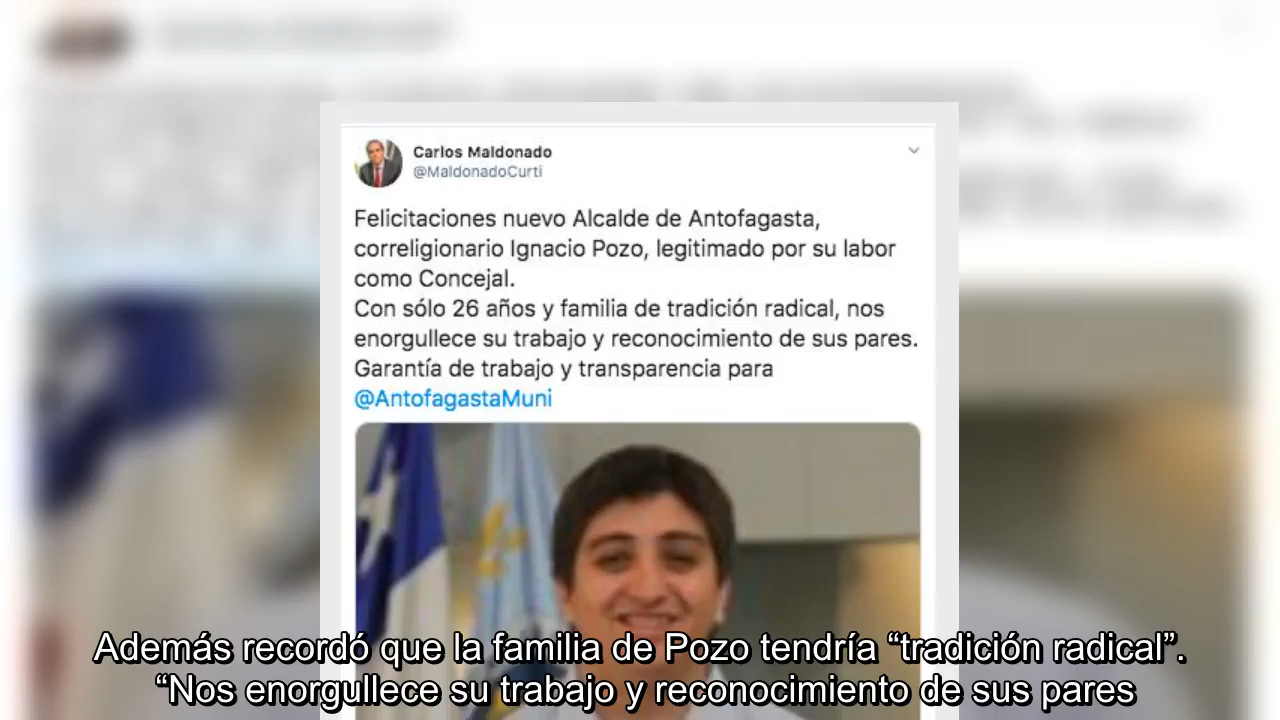 Carlos Maldonado
@MaldonadoCurti
Felicitaciones nuevo Alcalde de Antofagasta,
correligionario Ignacio Pozo, legitimado por su labor
como Concejal.
Con sólo 26 años y familia de tradición radical, nos
enorgullece su trabajo y reconocimiento de sus pares.
Garantía de trabajo y transparencia para
@AntofagastaMuni
Además recordó que la familia de Pozo tendría “tradición radical”.
“Nos enorgullece su trabajo y reconocimiento de sus pares